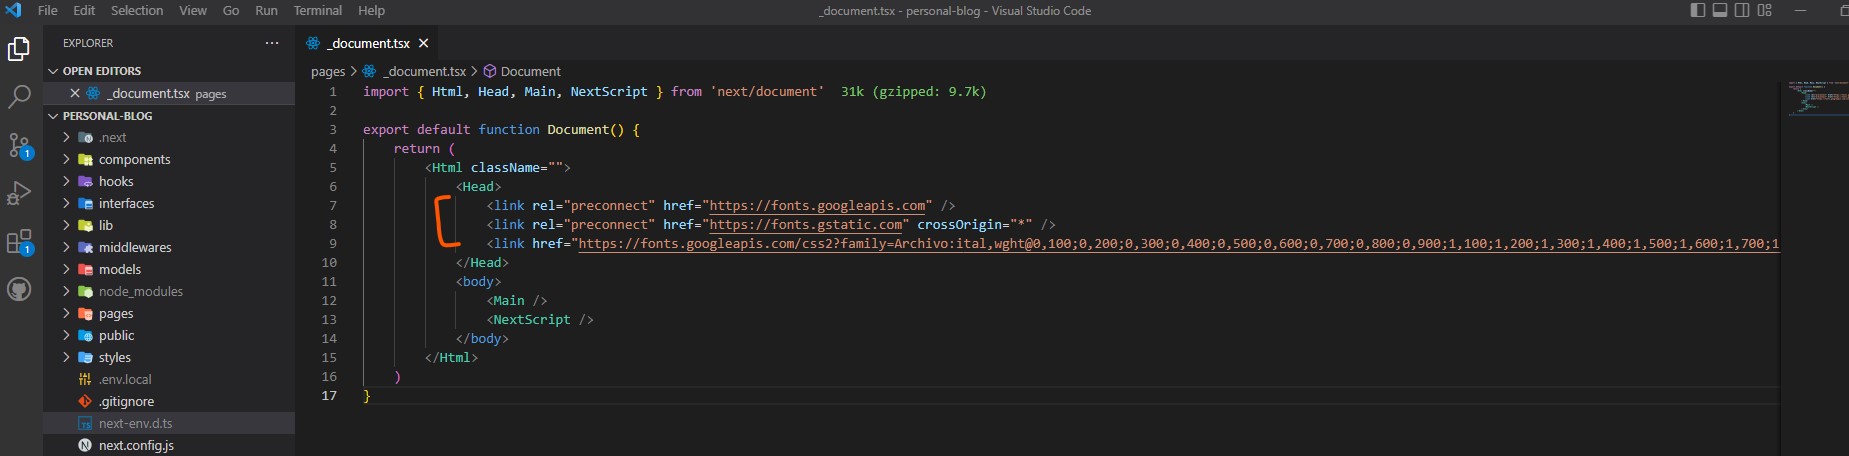 File Edit Selection View Go Run Terminal Help
_document.tsx - personal-blog - Visual Studio Code
EXPLORER
OPEN EDITORS
_document.tsx pages
PERSONAL-BLOG
.next
components
hooks
interfaces
lib
middlewares
models
node_modules
pages
public
styles
.env.local
.gitignore
TS next-env.d.ts
N next.config.js
1
1
_document.tsx
pages > _document.tsx > Document
1 import { Html, Head, Main, NextScript } from 'next/document' 31k (gzipped: 9.7k)
2
3 export default function Document() {
4 return (
5 <Html className="">
6 <Head>
7 <link rel="preconnect" href="https://fonts.googleapis.com" />
8 <link rel="preconnect" href="https://fonts.gstatic.com" crossOrigin="*" />
9 <link href="https://fonts.googleapis.com/css2?family=Archivo:ital,wght@0,100;0,200;0,300;0,400;0,500;0,600;0,700;0,800;0,900;1,100;1,200;1,300;1,400;1,500;1,600;1,700;1
10 </Head>
11 <body>
12 <Main />
13 <NextScript />
14 </body>
15 </Html>
16 )
17 }